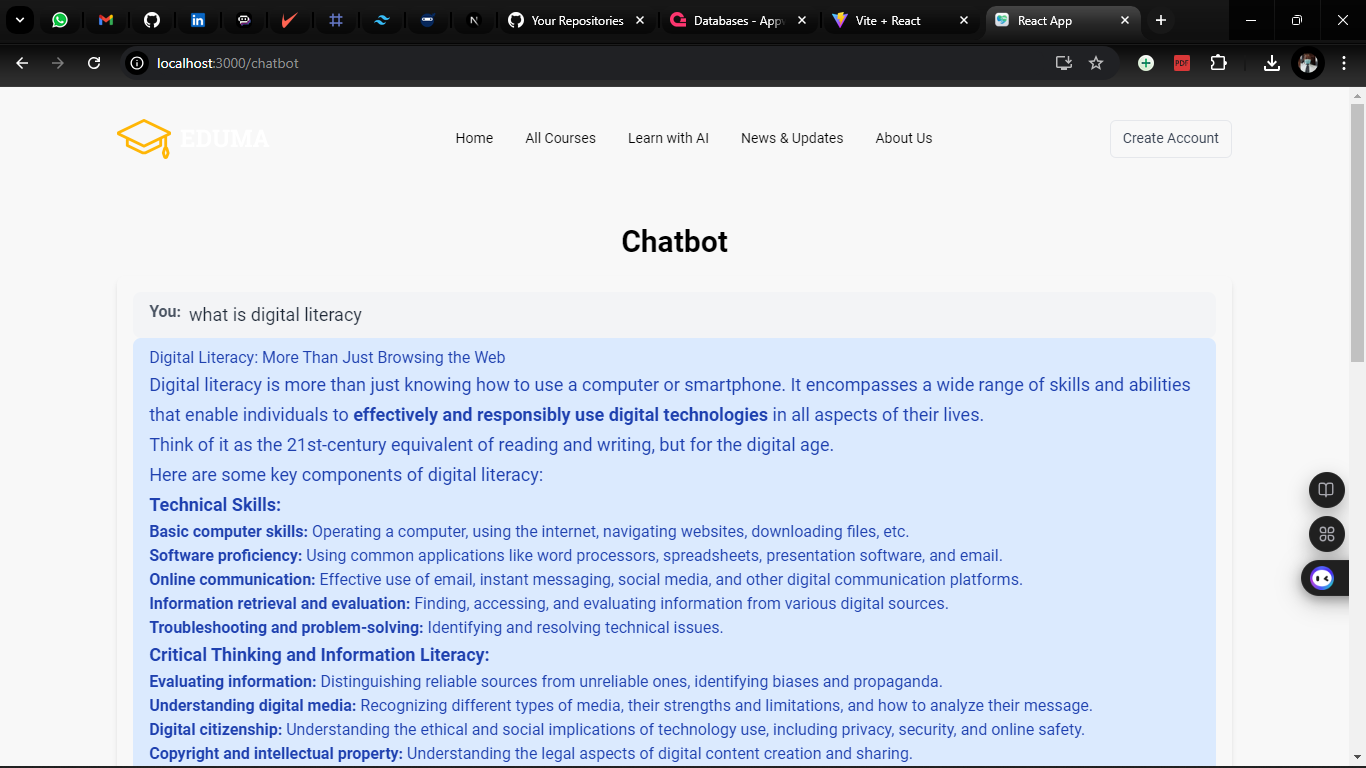 Your Repositories
Databases - Appw
Vite + React
React App
localhost:3000/chatbot
PDF
EDUMA
Home
All Courses
Learn with AI
News & Updates
About Us
Create Account
Chatbot
You: what is digital literacy
Digital Literacy: More Than Just Browsing the Web
Digital literacy is more than just knowing how to use a computer or smartphone. It encompasses a wide range of skills and abilities
that enable individuals to effectively and responsibly use digital technologies in all aspects of their lives.
Think of it as the 21st-century equivalent of reading and writing, but for the digital age.
Here are some key components of digital literacy:
Technical Skills:
Basic computer skills: Operating a computer, using the internet, navigating websites, downloading files, etc.
Software proficiency: Using common applications like word processors, spreadsheets, presentation software, and email.
Online communication: Effective use of email, instant messaging, social media, and other digital communication platforms.
Information retrieval and evaluation: Finding, accessing, and evaluating information from various digital sources.
Troubleshooting and problem-solving: Identifying and resolving technical issues.
Critical Thinking and Information Literacy:
Evaluating information: Distinguishing reliable sources from unreliable ones, identifying biases and propaganda.
Understanding digital media: Recognizing different types of media, their strengths and limitations, and how to analyze their message.
Digital citizenship: Understanding the ethical and social implications of technology use, including privacy, security, and online safety.
Copyright and intellectual property: Understanding the legal aspects of digital content creation and sharing.